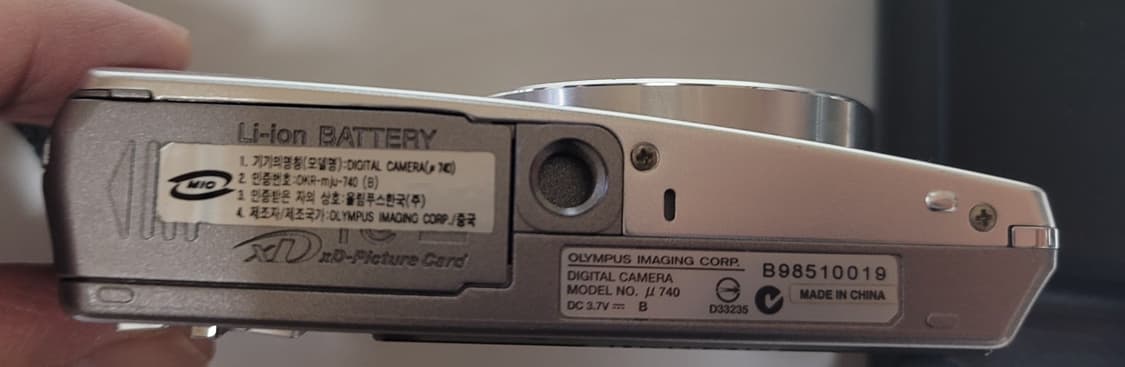 Li-ion BATTERY
MIC
1. 기기의명칭(모델명):DIGITAL CAMERA(μ 740)
2. 인증번호:OKR-mju-740 (B)
3. 인증받은 자의 상호:올림푸스한국(주)
4. 제조자/제조국가:OLYMPUS IMAGING CORP./중국
xD xD-Picture Card
OLYMPUS IMAGING CORP.
DIGITAL CAMERA
MODEL NO. μ 740
DC 3.7V ⎓ B
D33235
B98510019
MADE IN CHINA